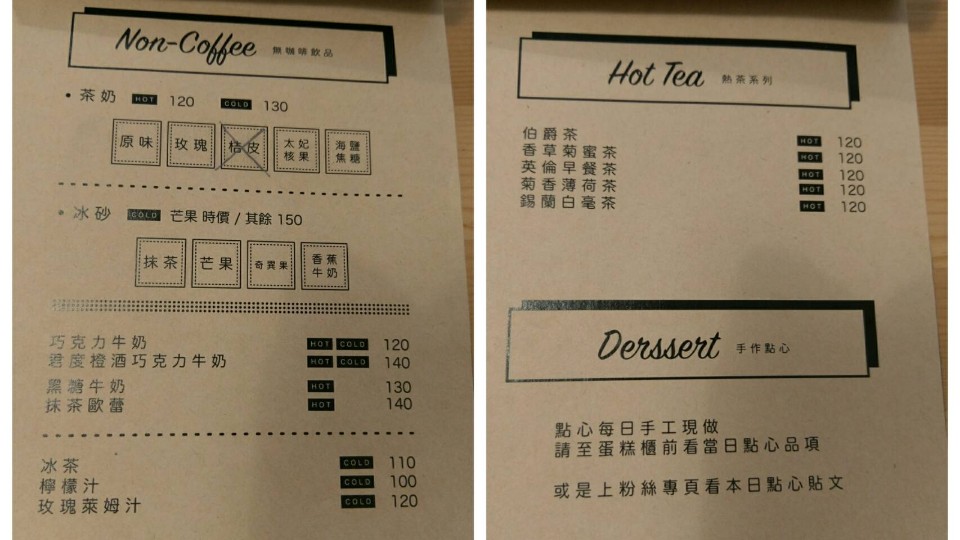 Non-Coffee 無咖啡飲品
• 茶奶 HOT 120 COLD 130
原味 玫瑰 桔皮 太妃核果 海鹽焦糖
• 冰砂 COLD 芒果 時價 / 其餘 150
抹茶 芒果 奇異果 香蕉牛奶
巧克力牛奶 HOT COLD 120
君度橙酒巧克力牛奶 HOT COLD 140
黑糖牛奶 HOT 130
抹茶歐蕾 HOT 140
冰茶 COLD 110
檸檬汁 COLD 100
玫瑰萊姆汁 COLD 120
Hot Tea 熱茶系列
伯爵茶 HOT 120
香草菊蜜茶 HOT 120
英倫早餐茶 HOT 120
菊香薄荷茶 HOT 120
錫蘭白毫茶 HOT 120
Derssert 手作點心
點心每日手工現做
請至蛋糕櫃前看當日點心品項
或是上粉絲專頁看本日點心貼文